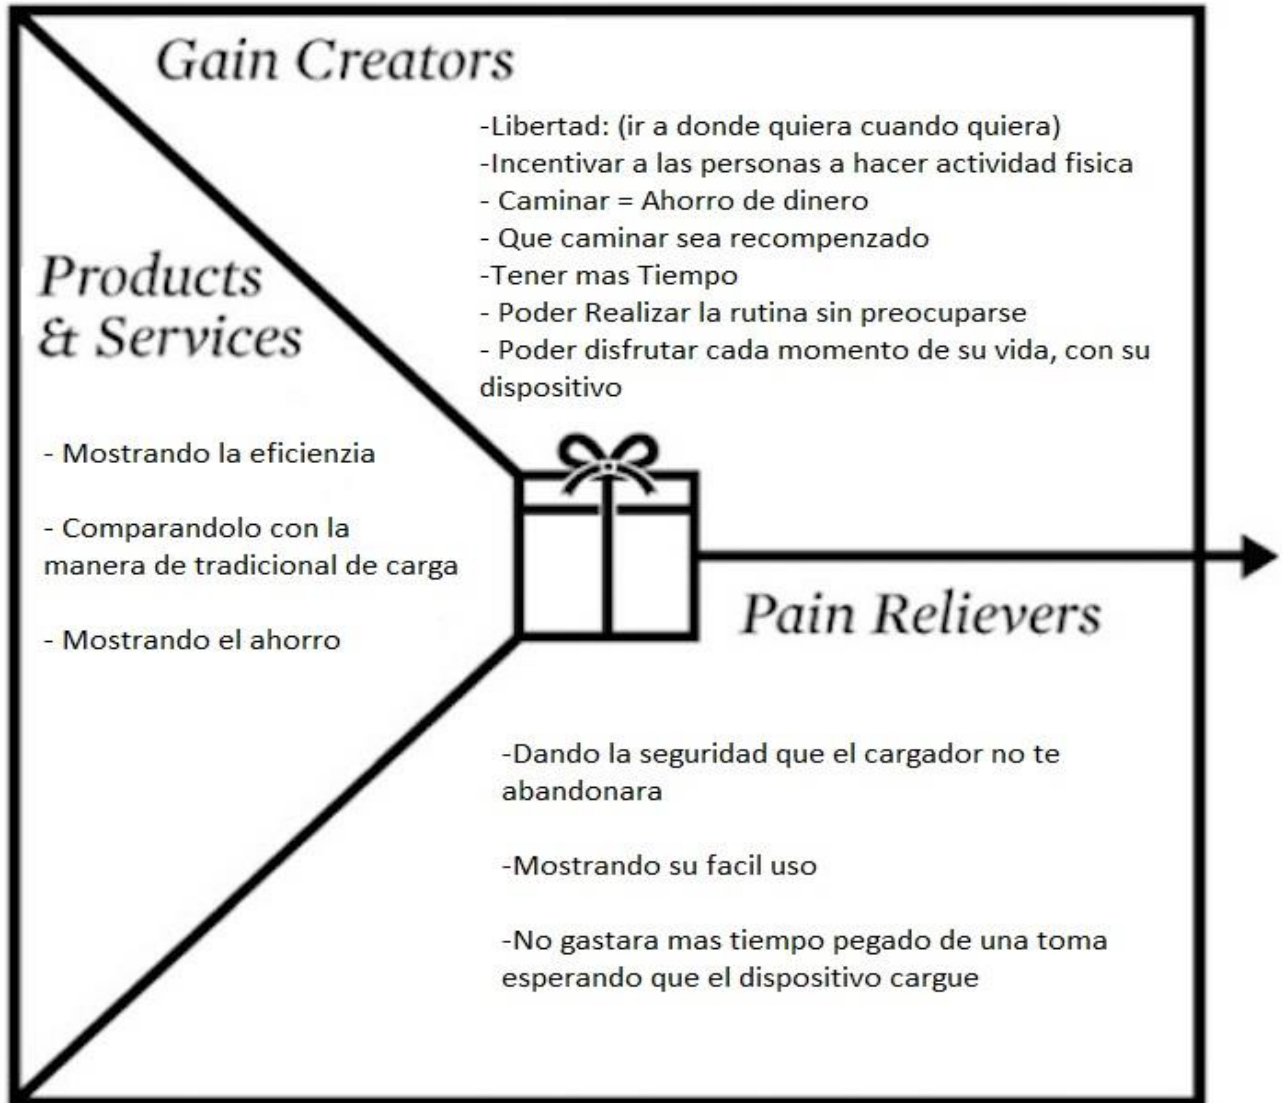 Gain Creators
-Libertad: (ir a donde quiera cuando quiera)
-Incentivar a las personas a hacer actividad fisica
- Caminar = Ahorro de dinero
- Que caminar sea recompenzado
-Tener mas Tiempo
- Poder Realizar la rutina sin preocuparse
- Poder disfrutar cada momento de su vida, con su
dispositivo
Products
& Services
- Mostrando la eficienzia
- Comparandolo con la
manera de tradicional de carga
- Mostrando el ahorro
Pain Relievers
-Dando la seguridad que el cargador no te
abandonara
-Mostrando su facil uso
-No gastara mas tiempo pegado de una toma
esperando que el dispositivo cargue